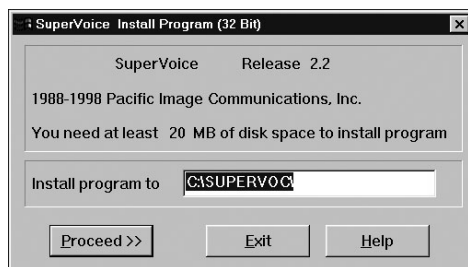 SuperVoice Install Program (32 Bit)
SuperVoice Release 2.2
1988-1998 Pacific Image Communications, Inc.
You need at least 20 MB of disk space to install program
Install program to C:\SUPERVOC\
Proceed >> Exit Help